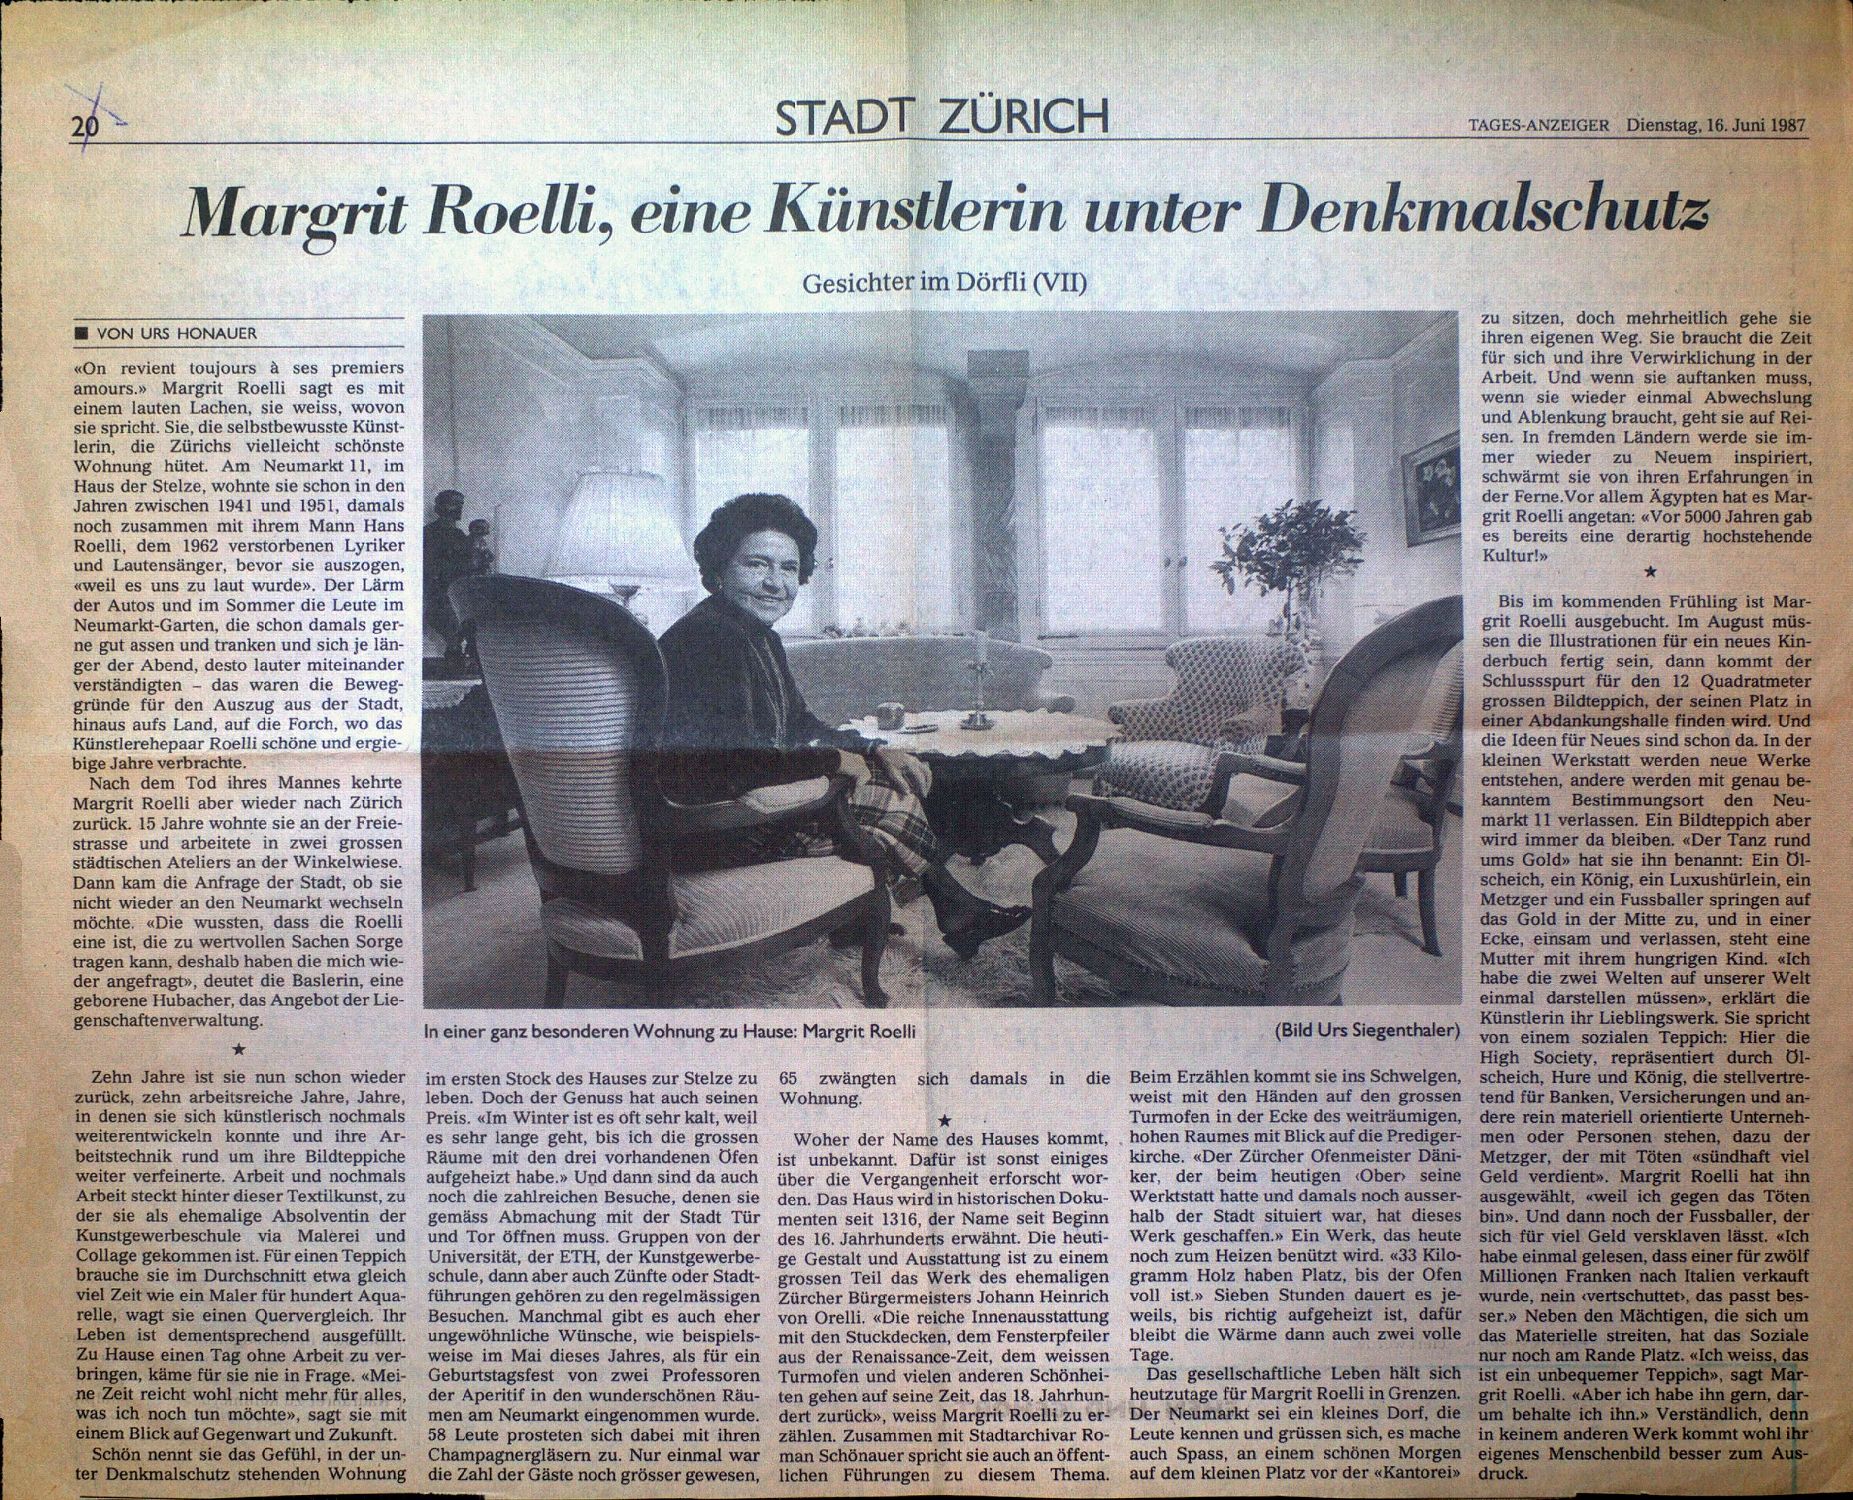 20
STADT ZÜRICH
TAGES-ANZEIGER Dienstag, 16. Juni 1987
Margrit Roelli, eine Künstlerin unter Denkmalschutz
Gesichter im Dörfli (VII)
■ VON URS HONAUER
«On revient toujours à ses premiers
amours.» Margrit Roelli sagt es mit
einem lauten Lachen, sie weiss, wovon
sie spricht. Sie, die selbstbewusste Künst-
lerin, die Zürichs vielleicht schönste
Wohnung hütet. Am Neumarkt 11, im
Haus der Stelze, wohnte sie schon in den
Jahren zwischen 1941 und 1951, damals
noch zusammen mit ihrem Mann Hans
Roelli, dem 1962 verstorbenen Lyriker
und Lautensänger, bevor sie auszogen,
«weil es uns zu laut wurde». Der Lärm
der Autos und im Sommer die Leute im
Neumarkt-Garten, die schon damals ger-
ne gut assen und tranken und sich je län-
ger der Abend, desto lauter miteinander
verständigten – das waren die Beweg-
gründe für den Auszug aus der Stadt,
hinaus aufs Land, auf die Forch, wo das
Künstlerehepaar Roelli schöne und ergie-
bige Jahre verbrachte.
Nach dem Tod ihres Mannes kehrte
Margrit Roelli aber wieder nach Zürich
zurück. 15 Jahre wohnte sie an der Freie-
strasse und arbeitete in zwei grossen
städtischen Ateliers an der Winkelwiese.
Dann kam die Anfrage der Stadt, ob sie
nicht wieder an den Neumarkt wechseln
möchte. «Die wussten, dass die Roelli
eine ist, die zu wertvollen Sachen Sorge
tragen kann, deshalb haben die mich wie-
der angefragt», deutet die Baslerin, eine
geborene Hubacher, das Angebot der Lie-
genschaftenverwaltung.
★
Zehn Jahre ist sie nun schon wieder
zurück, zehn arbeitsreiche Jahre, Jahre,
in denen sie sich künstlerisch nochmals
weiterentwickeln konnte und ihre Ar-
beitstechnik rund um ihre Bildteppiche
weiter verfeinerte. Arbeit und nochmals
Arbeit steckt hinter dieser Textilkunst, zu
der sie als ehemalige Absolventin der
Kunstgewerbeschule via Malerei und
Collage gekommen ist. Für einen Teppich
brauche sie im Durchschnitt etwa gleich
viel Zeit wie ein Maler für hundert Aqua-
relle, wagt sie einen Quervergleich. Ihr
Leben ist dementsprechend ausgefüllt.
Zu Hause einen Tag ohne Arbeit zu ver-
bringen, käme für sie nie in Frage. «Mei-
ne Zeit reicht wohl nicht mehr für alles,
was ich noch tun möchte», sagt sie mit
einem Blick auf Gegenwart und Zukunft.
Schön nennt sie das Gefühl, in der un-
ter Denkmalschutz stehenden Wohnung
In einer ganz besonderen Wohnung zu Hause: Margrit Roelli
(Bild Urs Siegenthaler)
im ersten Stock des Hauses zur Stelze zu
leben. Doch der Genuss hat auch seinen
Preis. «Im Winter ist es oft sehr kalt, weil
es sehr lange geht, bis ich die grossen
Räume mit den drei vorhandenen Öfen
aufgeheizt habe.» Und dann sind da auch
noch die zahlreichen Besuche, denen sie
gemäss Abmachung mit der Stadt Tür
und Tor öffnen muss. Gruppen von der
Universität, der ETH, der Kunstgewerbe-
schule, dann aber auch Zünfte oder Stadt-
führungen gehören zu den regelmässigen
Besuchen. Manchmal gibt es auch eher
ungewöhnliche Wünsche, wie beispiels-
weise im Mai dieses Jahres, als für ein
Geburtstagsfest von zwei Professoren
der Aperitif in den wunderschönen Räu-
men am Neumarkt eingenommen wurde.
58 Leute prosteten sich dabei mit ihren
Champagnergläsern zu. Nur einmal war
die Zahl der Gäste noch grösser gewesen,
65 zwängten sich damals in die
Wohnung.
★
Woher der Name des Hauses kommt,
ist unbekannt. Dafür ist sonst einiges
über die Vergangenheit erforscht wor-
den. Das Haus wird in historischen Doku-
menten seit 1316, der Name seit Beginn
des 16. Jahrhunderts erwähnt. Die heuti-
ge Gestalt und Ausstattung ist zu einem
grossen Teil das Werk des ehemaligen
Zürcher Bürgermeisters Johann Heinrich
von Orelli. «Die reiche Innenausstattung
mit den Stuckdecken, dem Fensterpfeiler
aus der Renaissance-Zeit, dem weissen
Turmofen und vielen anderen Schönhei-
ten gehen auf seine Zeit, das 18. Jahrhun-
dert zurück», weiss Margrit Roelli zu er-
zählen. Zusammen mit Stadtarchivar Ro-
man Schönauer spricht sie auch an öffent-
lichen Führungen zu diesem Thema.
Beim Erzählen kommt sie ins Schwelgen,
weist mit den Händen auf den grossen
Turmofen in der Ecke des weiträumigen,
hohen Raumes mit Blick auf die Prediger-
kirche. «Der Zürcher Ofenmeister Däni-
ker, der beim heutigen ‹Ober› seine
Werktstatt hatte und damals noch ausser-
halb der Stadt situiert war, hat dieses
Werk geschaffen.» Ein Werk, das heute
noch zum Heizen benützt wird. «33 Kilo-
gramm Holz haben Platz, bis der Ofen
voll ist.» Sieben Stunden dauert es je-
weils, bis richtig aufgeheizt ist, dafür
bleibt die Wärme dann auch zwei volle
Tage.
Das gesellschaftliche Leben hält sich
heutzutage für Margrit Roelli in Grenzen.
Der Neumarkt sei ein kleines Dorf, die
Leute kennen und grüssen sich, es mache
auch Spass, an einem schönen Morgen
auf dem kleinen Platz vor der «Kantorei»
zu sitzen, doch mehrheitlich gehe sie
ihren eigenen Weg. Sie braucht die Zeit
für sich und ihre Verwirklichung in der
Arbeit. Und wenn sie auftanken muss,
wenn sie wieder einmal Abwechslung
und Ablenkung braucht, geht sie auf Rei-
sen. In fremden Ländern werde sie im-
mer wieder zu Neuem inspiriert,
schwärmt sie von ihren Erfahrungen in
der Ferne.Vor allem Ägypten hat es Mar-
grit Roelli angetan: «Vor 5000 Jahren gab
es bereits eine derartig hochstehende
Kultur!»
★
Bis im kommenden Frühling ist Mar-
grit Roelli ausgebucht. Im August müs-
sen die Illustrationen für ein neues Kin-
derbuch fertig sein, dann kommt der
Schlussspurt für den 12 Quadratmeter
grossen Bildteppich, der seinen Platz in
einer Abdankungshalle finden wird. Und
die Ideen für Neues sind schon da. In der
kleinen Werkstatt werden neue Werke
entstehen, andere werden mit genau be-
kanntem Bestimmungsort den Neu-
markt 11 verlassen. Ein Bildteppich aber
wird immer da bleiben. «Der Tanz rund
ums Gold» hat sie ihn benannt: Ein Öl-
scheich, ein König, ein Luxushürlein, ein
Metzger und ein Fussballer springen auf
das Gold in der Mitte zu, und in einer
Ecke, einsam und verlassen, steht eine
Mutter mit ihrem hungrigen Kind. «Ich
habe die zwei Welten auf unserer Welt
einmal darstellen müssen», erklärt die
Künstlerin ihr Lieblingswerk. Sie spricht
von einem sozialen Teppich: Hier die
High Society, repräsentiert durch Öl-
scheich, Hure und König, die stellvertre-
tend für Banken, Versicherungen und an-
dere rein materiell orientierte Unterneh-
men oder Personen stehen, dazu der
Metzger, der mit Töten «sündhaft viel
Geld verdient». Margrit Roelli hat ihn
ausgewählt, «weil ich gegen das Töten
bin». Und dann noch der Fussballer, der
sich für viel Geld versklaven lässt. «Ich
habe einmal gelesen, dass einer für zwölf
Millionen Franken nach Italien verkauft
wurde, nein ‹vertschuttet›, das passt bes-
ser.» Neben den Mächtigen, die sich um
das Materielle streiten, hat das Soziale
nur noch am Rande Platz. «Ich weiss, das
ist ein unbequemer Teppich», sagt Mar-
grit Roelli. «Aber ich habe ihn gern, dar-
um behalte ich ihn.» Verständlich, denn
in keinem anderen Werk kommt wohl ihr
eigenes Menschenbild besser zum Aus-
druck.